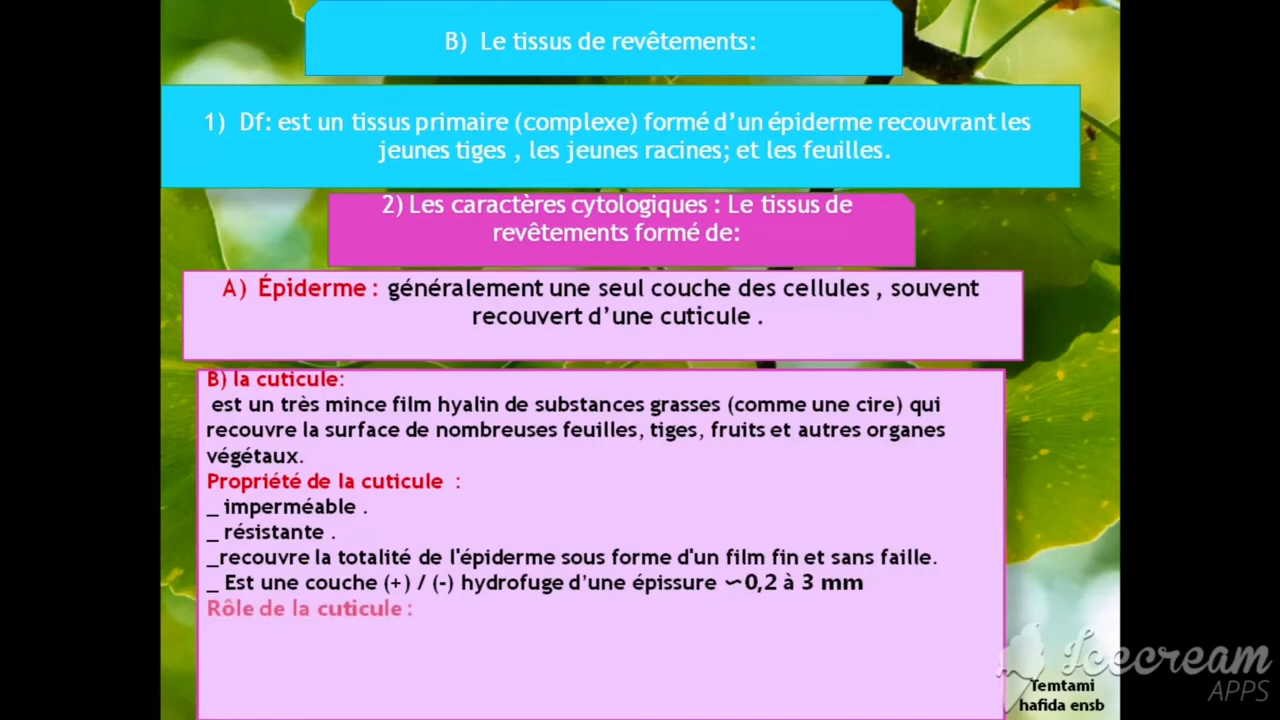 B) Le tissus de revêtements:
1) Df: est un tissus primaire (complexe) formé d’un épiderme recouvrant les
jeunes tiges , les jeunes racines; et les feuilles.
2) Les caractères cytologiques : Le tissus de
revêtements formé de:
A) Épiderme : généralement une seul couche des cellules , souvent
recouvert d’une cuticule .
B) la cuticule:
est un très mince film hyalin de substances grasses (comme une cire) qui
recouvre la surface de nombreuses feuilles, tiges, fruits et autres organes
végétaux.
Propriété de la cuticule :
_ imperméable .
_ résistante .
_recouvre la totalité de l'épiderme sous forme d'un film fin et sans faille.
_ Est une couche (+) / (-) hydrofuge d’une épissure ∽0,2 à 3 mm
Rôle de la cuticule :
Icecream
APPS
Temtami
hafida ensb